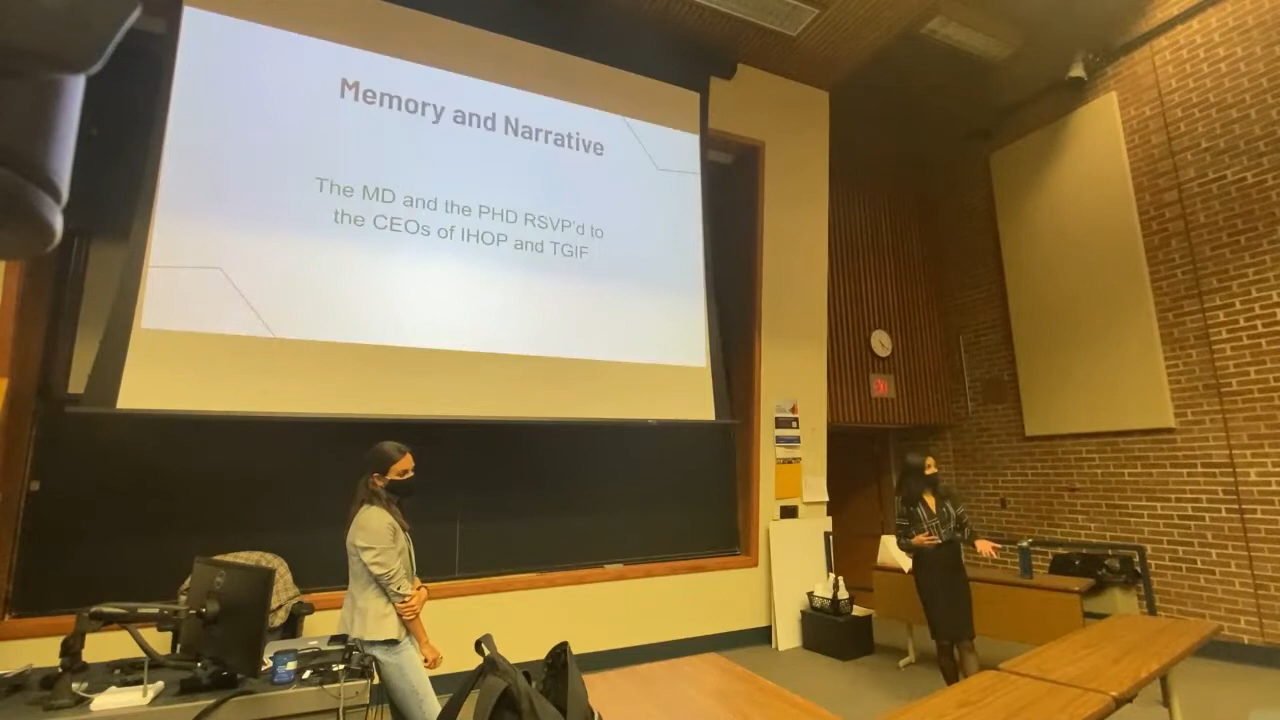 Memory and Narrative
The MD and the PHD RSVP'd to
the CEOs of IHOP and TGIF